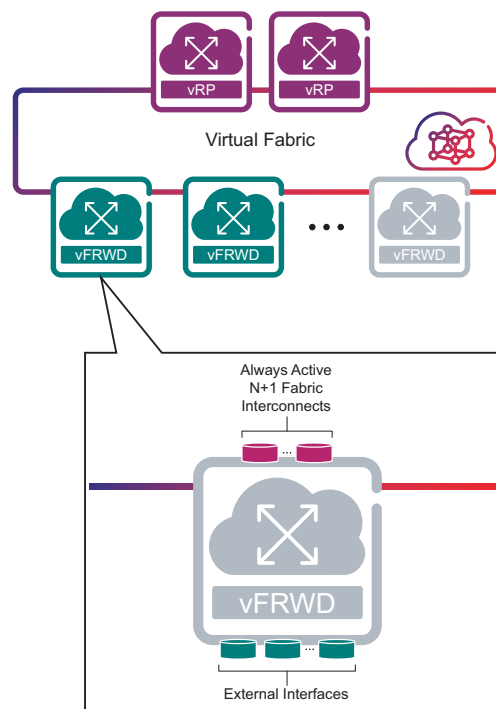 vRP
vRP
Virtual Fabric
vFRWD
vFRWD
vFRWD
Always Active
N+1 Fabric
Interconnects
...
vFRWD
...
External Interfaces